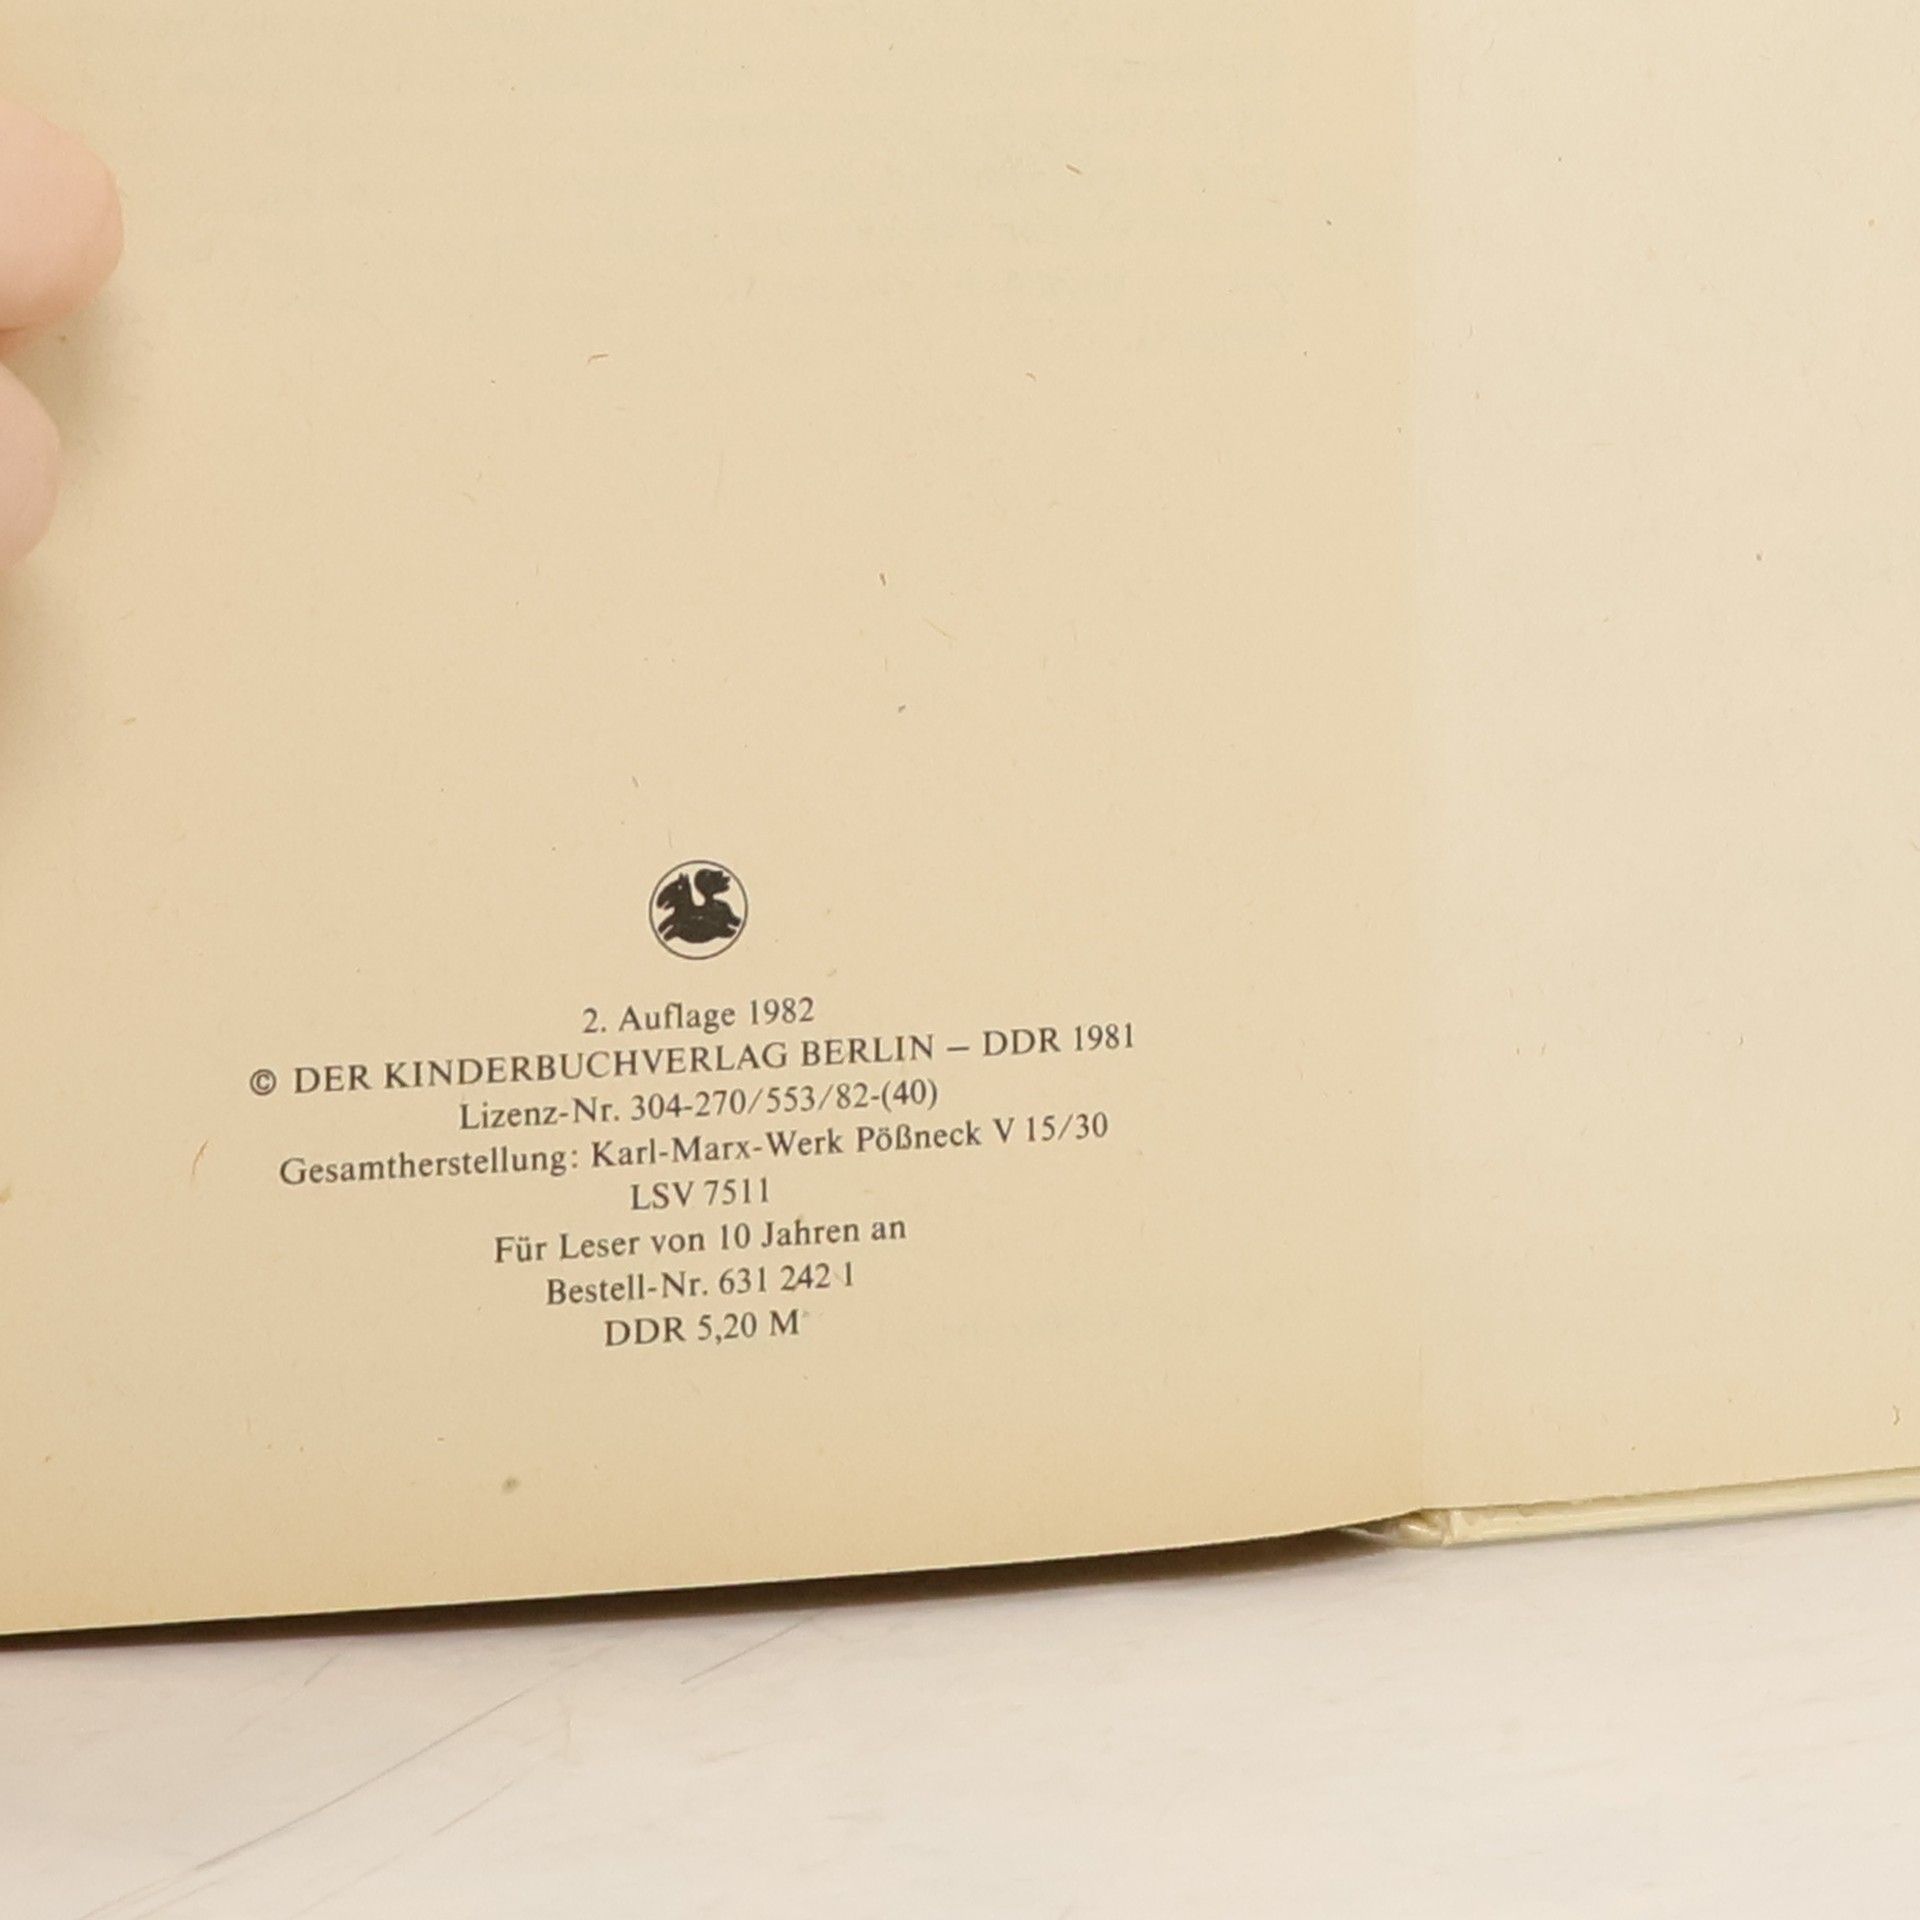 2. Auflage 1982
© DER KINDERBUCHVERLAG BERLIN – DDR 1981
Lizenz-Nr. 304-270/553/82-(40)
Gesamtherstellung: Karl-Marx-Werk Pößneck V 15/30
LSV 7511
Für Leser von 10 Jahren an
Bestell-Nr. 631 242 1
DDR 5,20 M